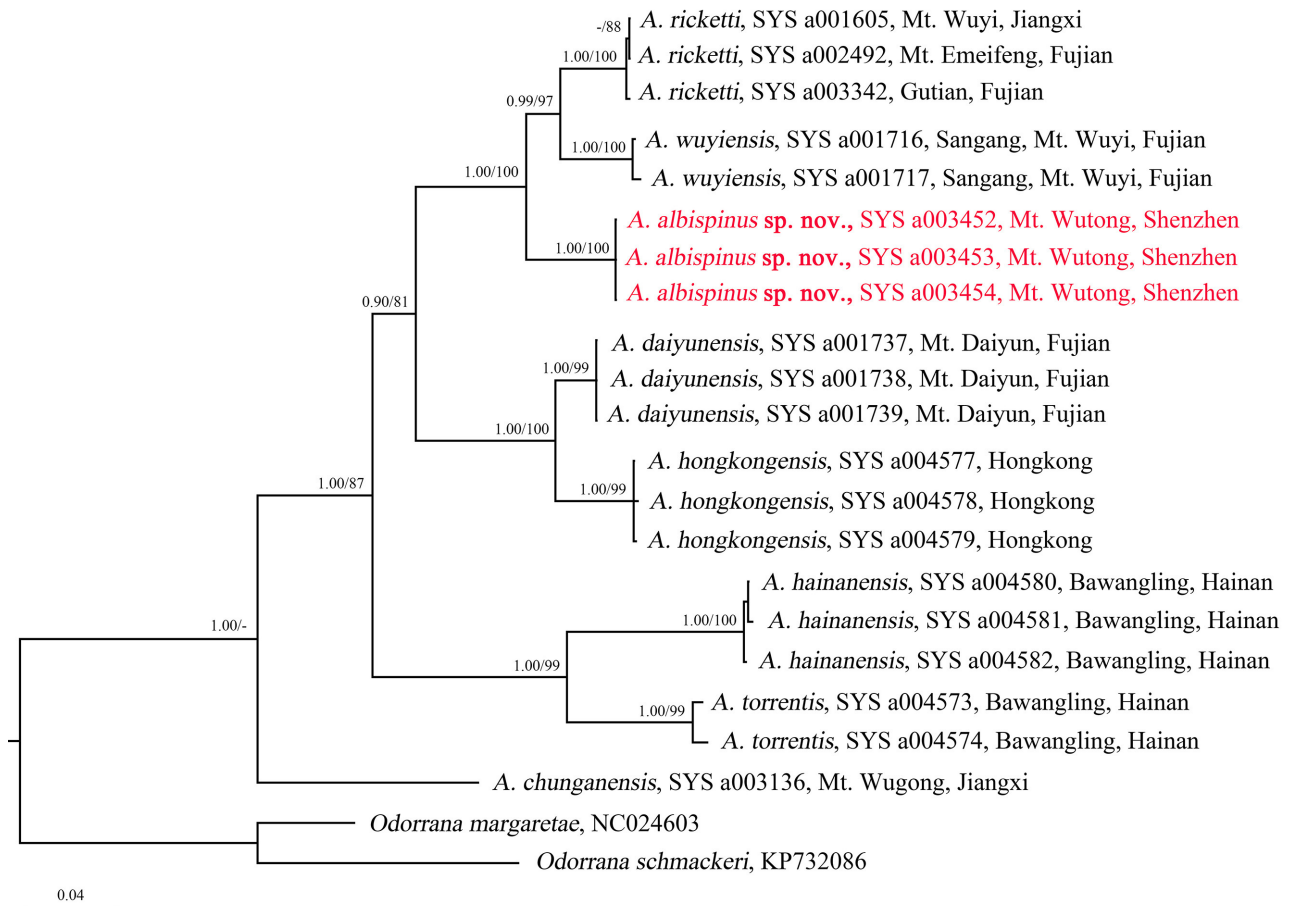 A. ricketti, SYS a001605, Mt. Wuyi, Jiangxi
-/88
A. ricketti, SYS a002492, Mt. Emeifeng, Fujian
1.00/100
A. ricketti, SYS a003342, Gutian, Fujian
0.99/97
A. wuyiensis, SYS a001716, Sangang, Mt. Wuyi, Fujian
1.00/100
A. wuyiensis, SYS a001717, Sangang, Mt. Wuyi, Fujian
1.00/100
A. albispinus sp. nov., SYS a003452, Mt. Wutong, Shenzhen
1.00/100
A. albispinus sp. nov., SYS a003453, Mt. Wutong, Shenzhen
A. albispinus sp. nov., SYS a003454, Mt. Wutong, Shenzhen
0.90/81
A. daiyunensis, SYS a001737, Mt. Daiyun, Fujian
1.00/99
A. daiyunensis, SYS a001738, Mt. Daiyun, Fujian
A. daiyunensis, SYS a001739, Mt. Daiyun, Fujian
1.00/100
A. hongkongensis, SYS a004577, Hongkong
1.00/99
A. hongkongensis, SYS a004578, Hongkong
A. hongkongensis, SYS a004579, Hongkong
1.00/87
A. hainanensis, SYS a004580, Bawangling, Hainan
1.00/100
A. hainanensis, SYS a004581, Bawangling, Hainan
1.00/-
A. hainanensis, SYS a004582, Bawangling, Hainan
1.00/99
A. torrentis, SYS a004573, Bawangling, Hainan
1.00/99
A. torrentis, SYS a004574, Bawangling, Hainan
A. chunganensis, SYS a003136, Mt. Wugong, Jiangxi
Odorrana margaretae, NC024603
Odorrana schmackeri, KP732086
0.04